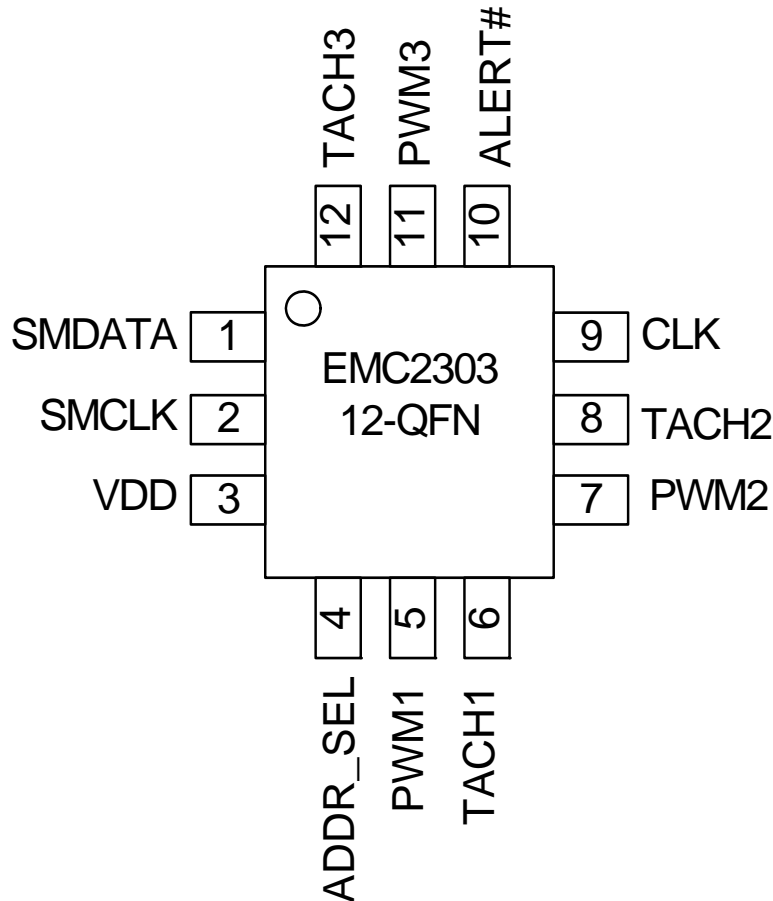 TACH3
PWM3
ALERT#
12
11
10
SMDATA
1
SMCLK
2
VDD
3
EMC2303
12-QFN
9
CLK
8
TACH2
7
PWM2
4
5
6
ADDR_SEL
PWM1
TACH1